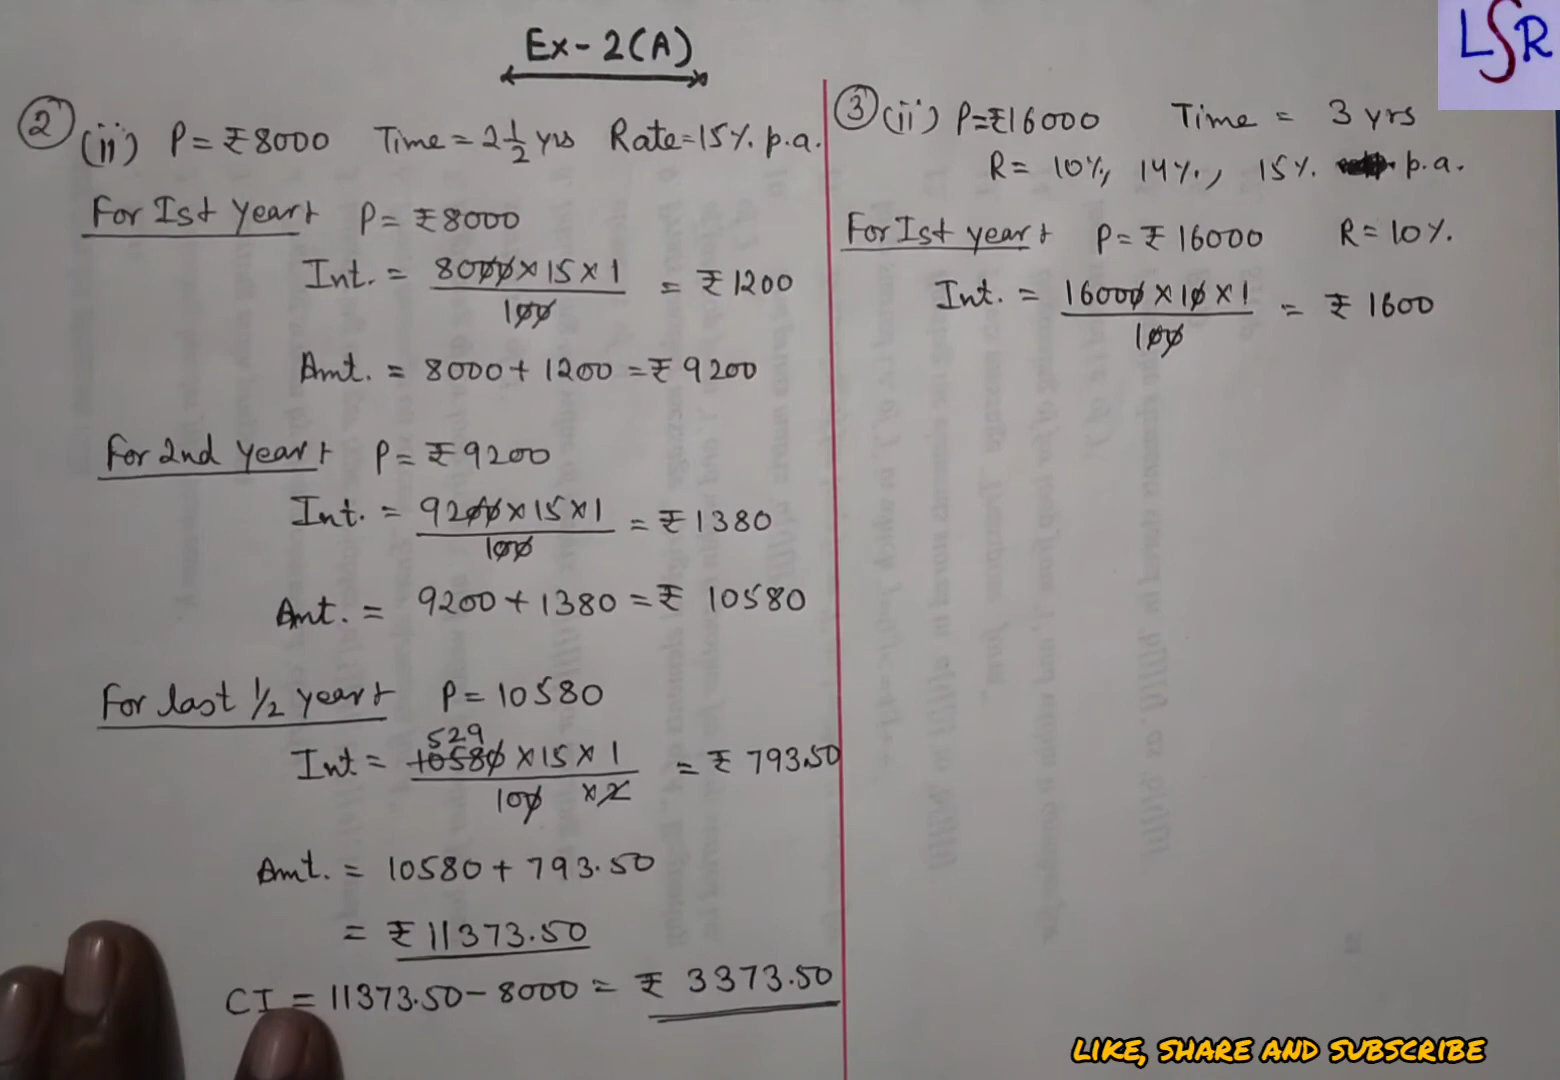 Ex-2(A)
LSR
2 (ii) P = ₹8000 Time = 2 1/2 yrs Rate = 15%. p.a.
For Ist year P = ₹8000
Int. = 8000 × 15 × 1 / 100 = ₹1200
Amt. = 8000 + 1200 = ₹9200
For 2nd year P = ₹9200
Int. = 9200 × 15 × 1 / 100 = ₹1380
Amt. = 9200 + 1380 = ₹ 10580
For last 1/2 year P = 10580
529
Int = 10580 × 15 × 1 / 100 × 2 = ₹ 793.50
Amt. = 10580 + 793.50
= ₹11373.50
CI = 11373.50 - 8000 = ₹ 3373.50
3 (ii) P = ₹16000 Time = 3 yrs
R = 10%, 14%, 15%. p.a.
For Ist year P = ₹ 16000 R = 10%.
Int. = 16000 × 10 × 1 / 100 = ₹ 1600
LIKE, SHARE AND SUBSCRIBE